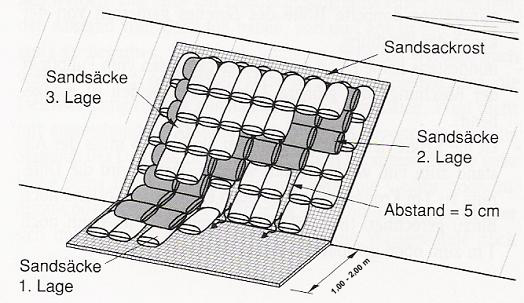 Sandsackrost
Sandsäcke
3. Lage
Sandsäcke
2. Lage
Abstand = 5 cm
Sandsäcke
1. Lage
1.00 - 2.00 m